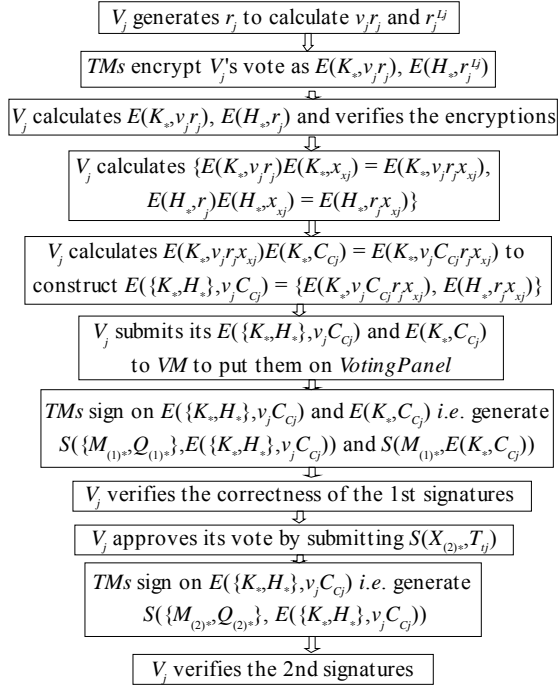 V_j generates r_j to calculate v_j r_j and r_j^{L_j}
TMs encrypt V_j's vote as E(K_*,v_j r_j), E(H_*,r_j^{L_j})
V_j calculates E(K_*,v_j r_j), E(H_*,r_j) and verifies the encryptions
V_j calculates {E(K_*,v_j r_j)E(K_*,x_{xj}) = E(K_*,v_j r_j x_{xj}),
E(H_*,r_j)E(H_*,x_{xj}) = E(H_*,r_j x_{xj})}
V_j calculates E(K_*,v_j r_j x_{xj})E(K_*,C_{Cj}) = E(K_*,v_j C_{Cj} r_j x_{xj}) to
construct E({K_*,H_*},v_j C_{Cj}) = {E(K_*,v_j C_{Cj} r_j x_{xj}), E(H_*,r_j x_{xj})}
V_j submits its E({K_*,H_*},v_j C_{Cj}) and E(K_*,C_{Cj})
to VM to put them on VotingPanel
TMs sign on E({K_*,H_*},v_j C_{Cj}) and E(K_*,C_{Cj}) i.e. generate
S({M_{(1)*},Q_{(1)*}},E({K_*,H_*},v_j C_{Cj})) and S(M_{(1)*},E(K_*,C_{Cj}))
V_j verifies the correctness of the 1st signatures
V_j approves its vote by submitting S(X_{(2)*},T_{tj})
TMs sign on E({K_*,H_*},v_j C_{Cj}) i.e. generate
S({M_{(2)*},Q_{(2)*}}, E({K_*,H_*},v_j C_{Cj}))
V_j verifies the 2nd signatures